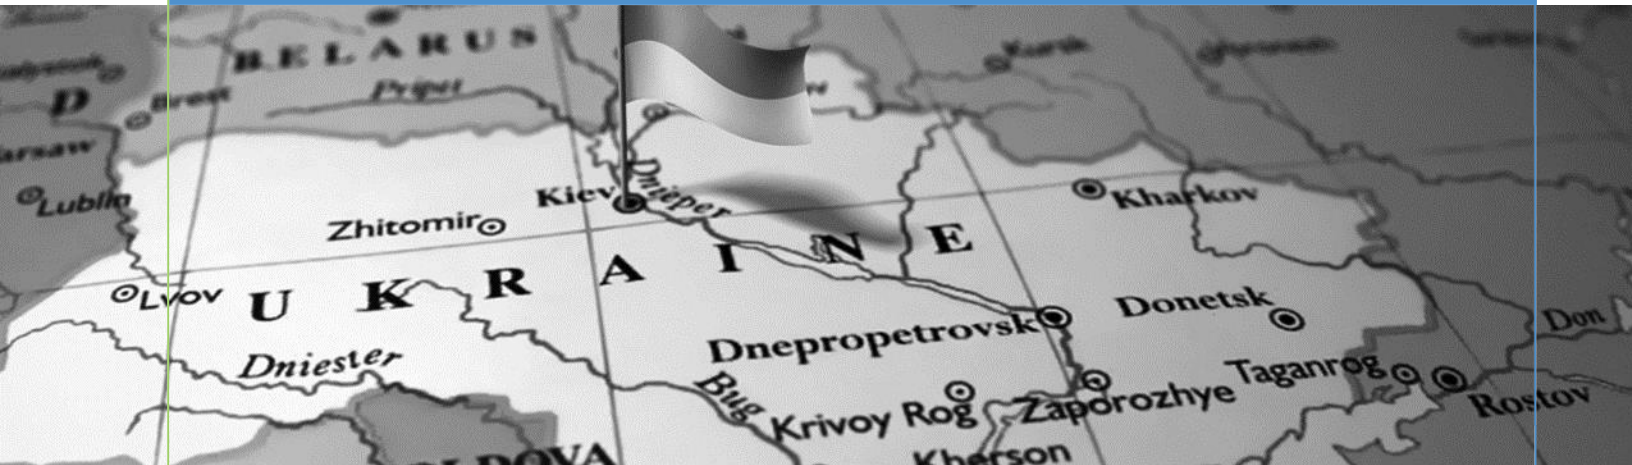 BELARUS
Pripet
Brest
Kursk
D
Lublin
Kiev
Dnieper
Kharkov
Zhitomir
UKRAINE
Lvov
Donetsk
Dnepropetrovsk
Don
Dniester
Taganrog
Bug
Krivoy Rog
Zaporozhye
Rostov
Kherson